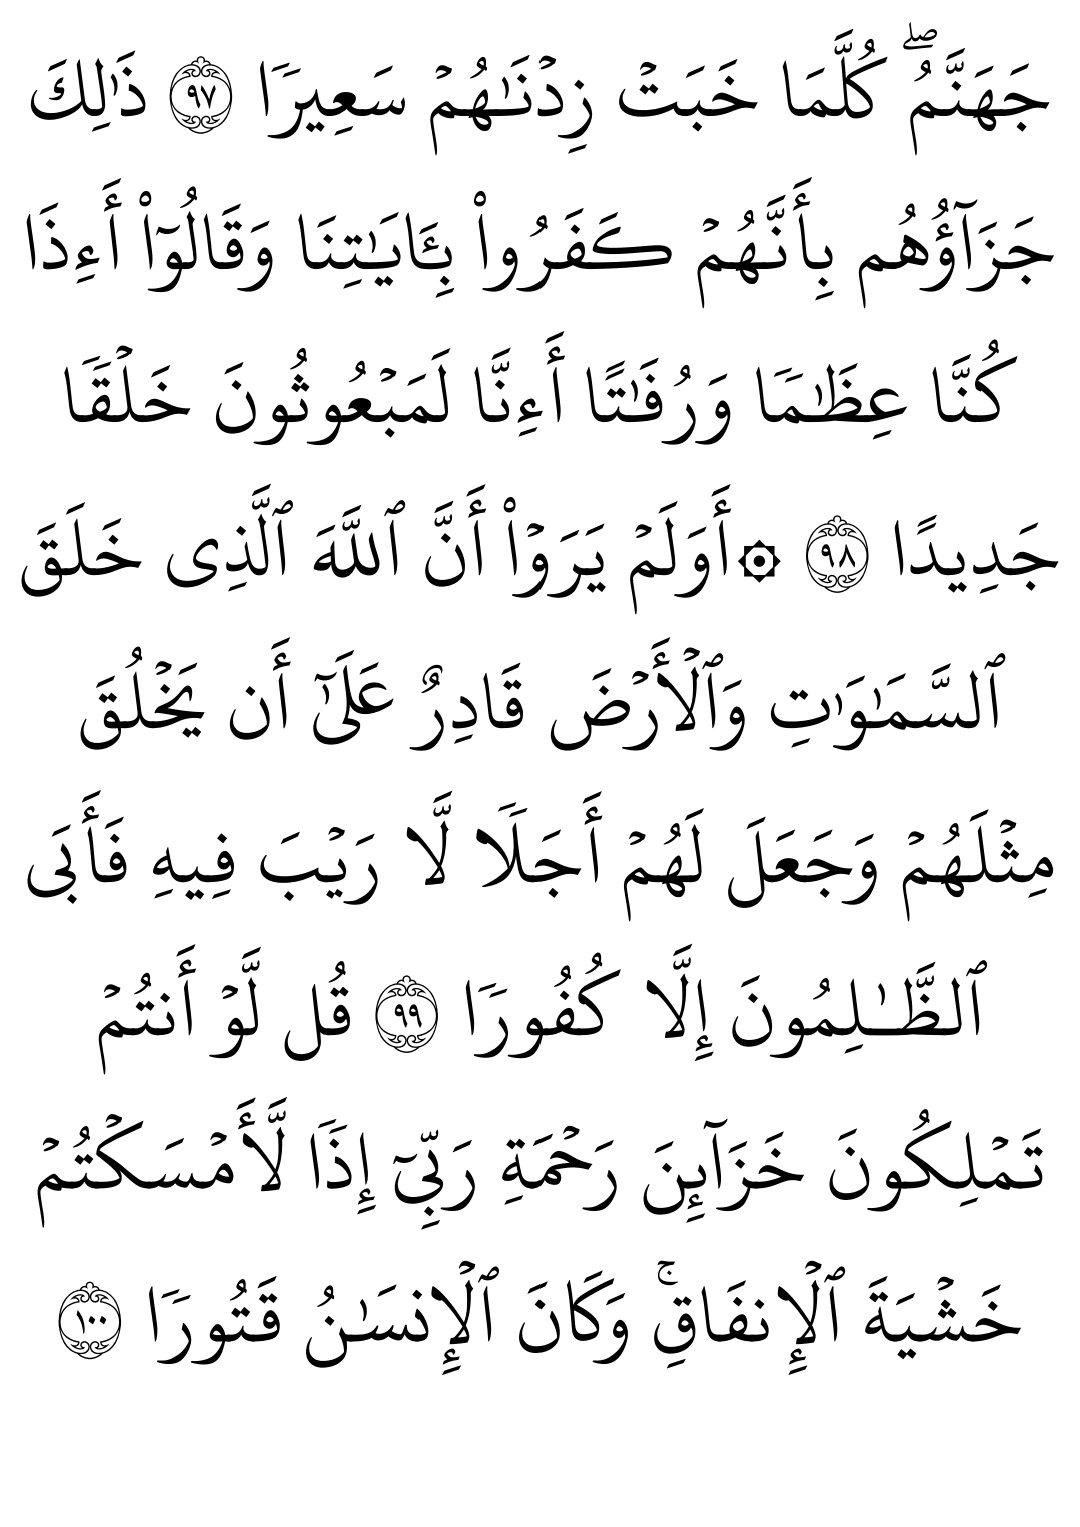 جَهَنَّمُۖ كُلَّمَا خَبَتۡ زِدۡنَٰهُمۡ سَعِيرٗا ٩٧ ذَٰلِكَ
جَزَآؤُهُم بِأَنَّهُمۡ كَفَرُواْ بِـَٔايَٰتِنَا وَقَالُوٓاْ أَءِذَا
كُنَّا عِظَٰمٗا وَرُفَٰتًا أَءِنَّا لَمَبۡعُوثُونَ خَلۡقٗا
جَدِيدًا ٩٨ ۞أَوَلَمۡ يَرَوۡاْ أَنَّ ٱللَّهَ ٱلَّذِي خَلَقَ
ٱلسَّمَٰوَٰتِ وَٱلۡأَرۡضَ قَادِرٌ عَلَىٰٓ أَن يَخۡلُقَ
مِثۡلَهُمۡ وَجَعَلَ لَهُمۡ أَجَلٗا لَّا رَيۡبَ فِيهِ فَأَبَى
ٱلظَّٰلِمُونَ إِلَّا كُفُورٗا ٩٩ قُل لَّوۡ أَنتُمۡ
تَمۡلِكُونَ خَزَآئِنَ رَحۡمَةِ رَبِّيٓ إِذٗا لَّأَمۡسَكۡتُمۡ
خَشۡيَةَ ٱلۡإِنفَاقِۚ وَكَانَ ٱلۡإِنسَٰنُ قَتُورٗا ١٠٠